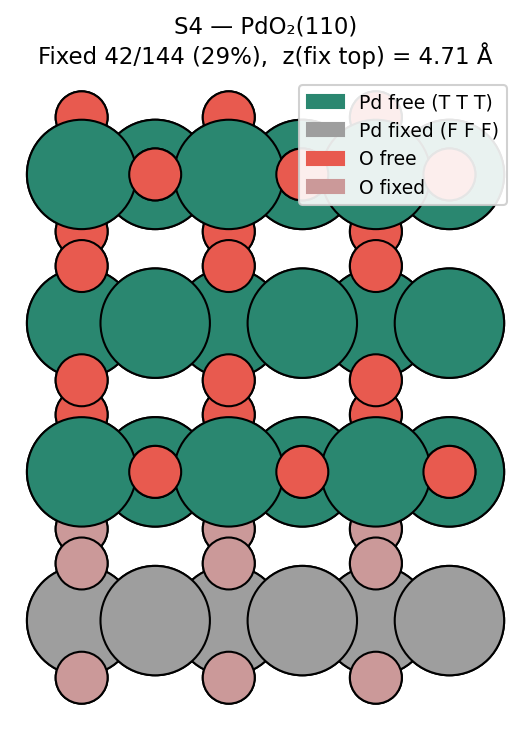 S4 — PdO₂(110)
Fixed 42/144 (29%),  z(fix top) = 4.71 Å
Pd free (T T T)
Pd fixed (F F F)
O free
O fixed